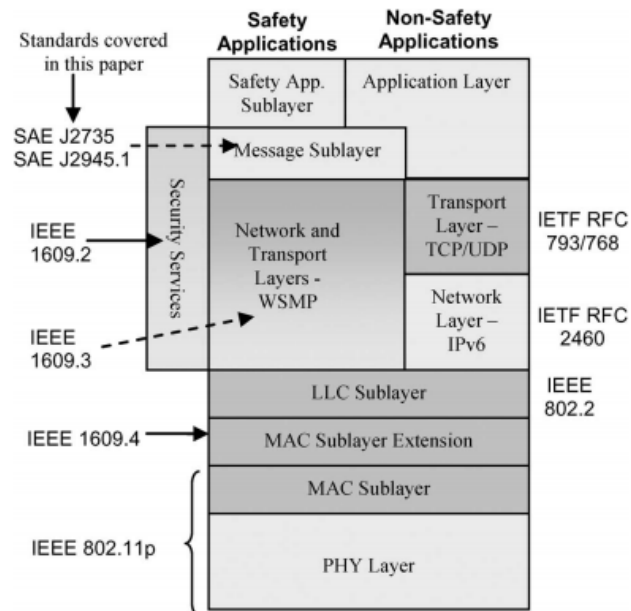 Safety
Applications
Non-Safety
Applications
Standards covered
in this paper
Safety App.
Sublayer
Application Layer
SAE J2735
SAE J2945.1
Message Sublayer
Security Services
IEEE
1609.2
Network and
Transport
Layers -
WSMP
Transport
Layer –
TCP/UDP
IETF RFC
793/768
Network
Layer –
IPv6
IETF RFC
2460
IEEE
1609.3
LLC Sublayer
IEEE
802.2
IEEE 1609.4
MAC Sublayer Extension
MAC Sublayer
IEEE 802.11p
PHY Layer